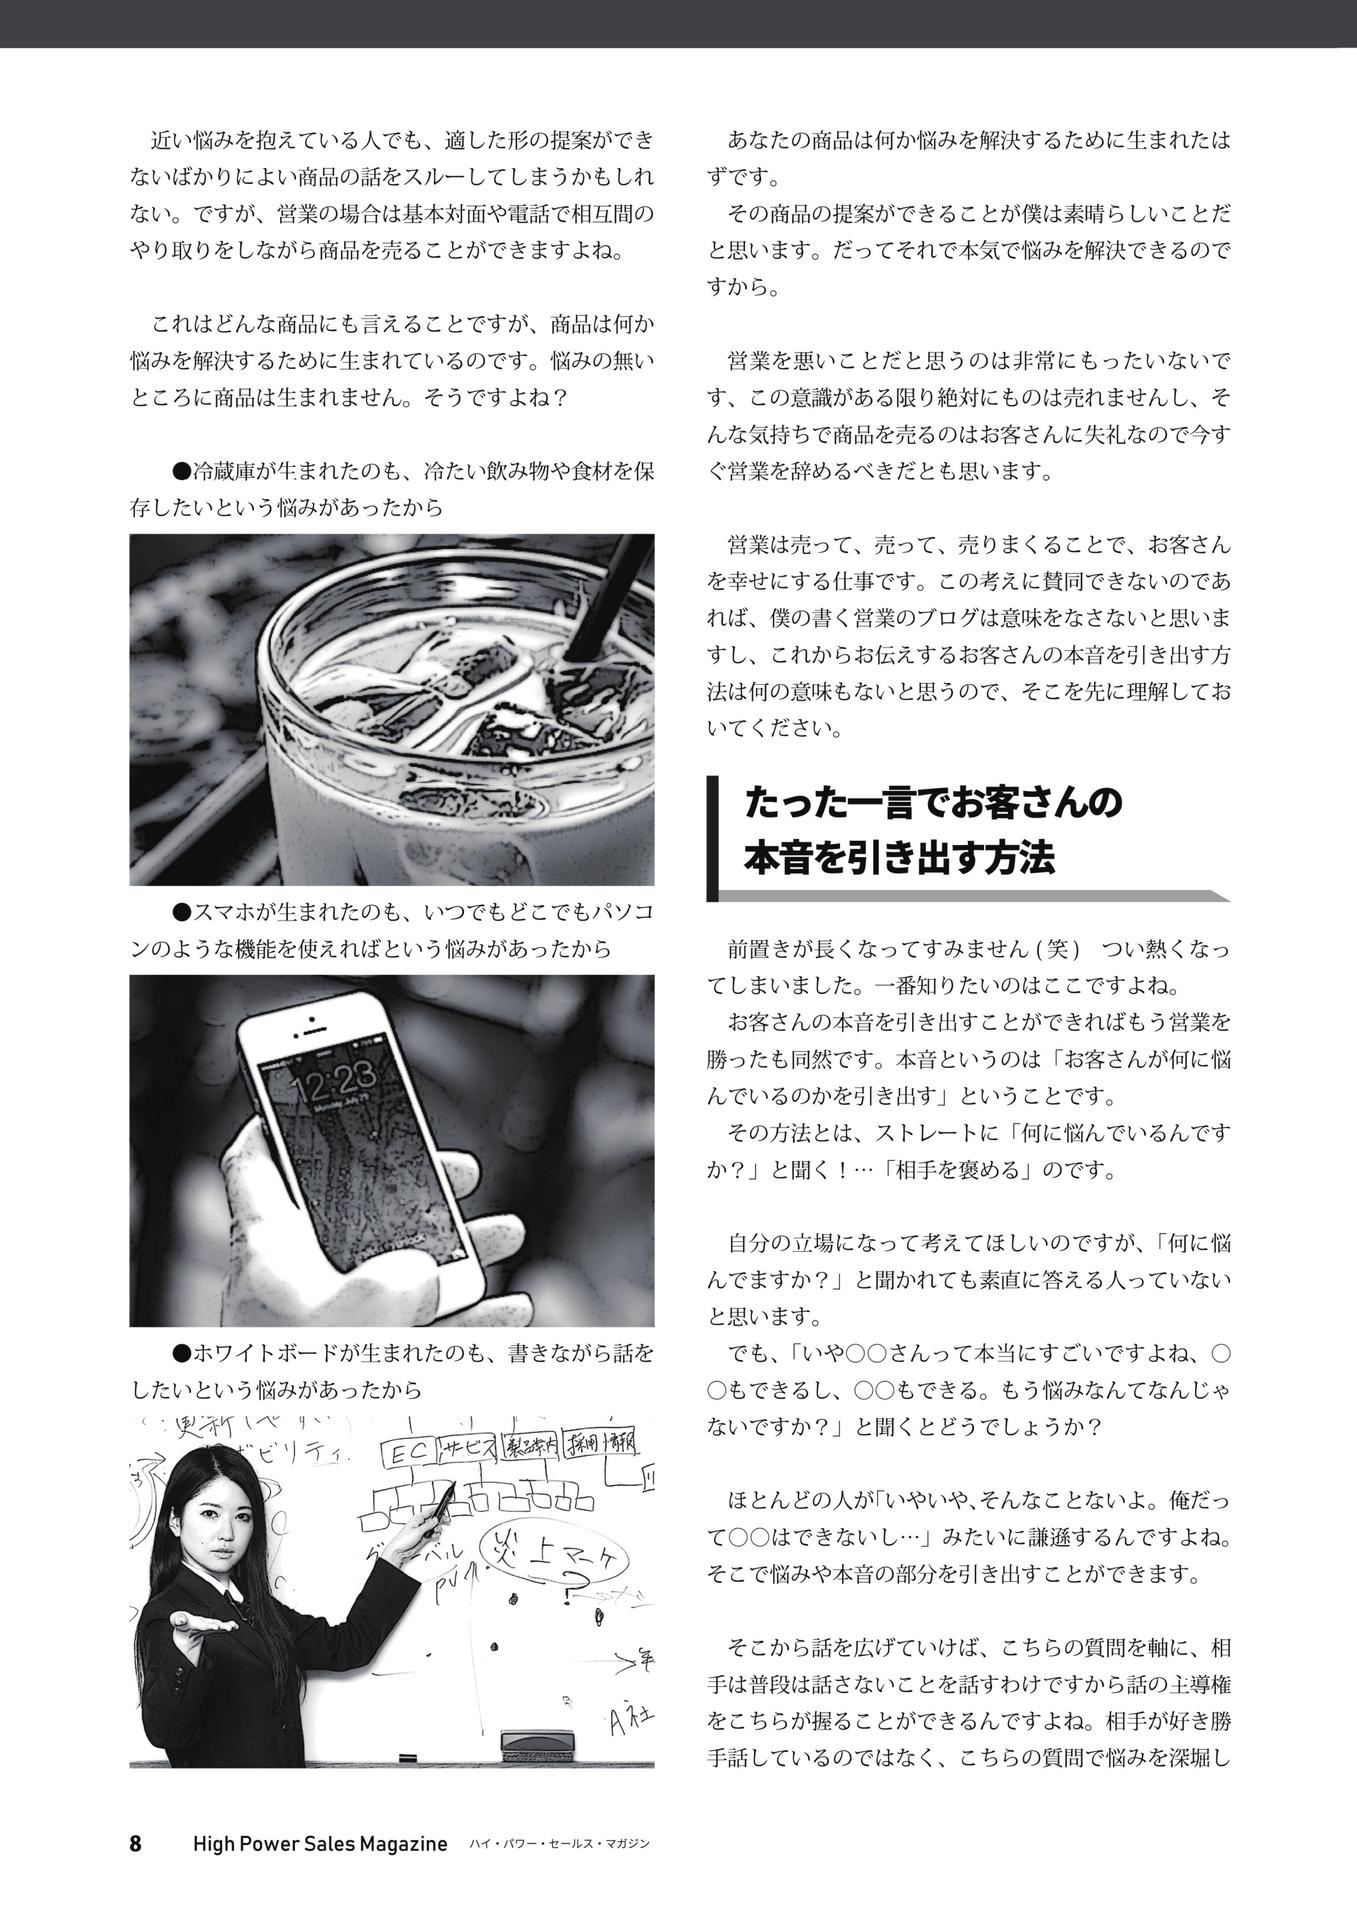 近い悩みを抱えている人でも、適した形の提案ができ
ないばかりによい商品の話をスルーしてしまうかもしれ
ない。ですが、営業の場合は基本対面や電話で相互間の
やり取りをしながら商品を売ることができますよね。
これはどんな商品にも言えることですが、商品は何か
悩みを解決するために生まれているのです。悩みの無い
ところに商品は生まれません。そうですよね？
●冷蔵庫が生まれたのも、冷たい飲み物や食材を保
存したいという悩みがあったから
●スマホが生まれたのも、いつでもどこでもパソコ
ンのような機能を使えればという悩みがあったから
12:23
●ホワイトボードが生まれたのも、書きながら話を
したいという悩みがあったから
ビリティ
EC サービス 製品案内 採用情報
炎上マーケ
?
PV
A社
あなたの商品は何か悩みを解決するために生まれたは
ずです。
その商品の提案ができることが僕は素晴らしいことだ
と思います。だってそれで本気で悩みを解決できるので
すから。
営業を悪いことだと思うのは非常にもったいないで
す、この意識がある限り絶対にものは売れませんし、そ
んな気持ちで商品を売るのはお客さんに失礼なので今す
ぐ営業を辞めるべきだとも思います。
営業は売って、売って、売りまくることで、お客さん
を幸せにする仕事です。この考えに賛同できないのであ
れば、僕の書く営業のブログは意味をなさないと思いま
すし、これからお伝えするお客さんの本音を引き出す方
法は何の意味もないと思うので、そこを先に理解してお
いてください。
たった一言でお客さんの
本音を引き出す方法
前置きが長くなってすみません(笑)　つい熱くなっ
てしまいました。一番知りたいのはここですよね。
お客さんの本音を引き出すことができればもう営業を
勝ったも同然です。本音というのは「お客さんが何に悩
んでいるのかを引き出す」ということです。
その方法とは、ストレートに「何に悩んでいるんです
か？」と聞く！…「相手を褒める」のです。
自分の立場になって考えてほしいのですが、「何に悩
んでますか？」と聞かれても素直に答える人っていない
と思います。
でも、「いや〇〇さんって本当にすごいですよね、〇
〇もできるし、〇〇もできる。もう悩みなんてなんじゃ
ないですか？」と聞くとどうでしょうか？
ほとんどの人が「いやいや、そんなことないよ。俺だっ
て〇〇はできないし…」みたいに謙遜するんですよね。
そこで悩みや本音の部分を引き出すことができます。
そこから話を広げていけば、こちらの質問を軸に、相
手は普段は話さないことを話すわけですから話の主導権
をこちらが握ることができるんですよね。相手が好き勝
手話しているのではなく、こちらの質問で悩みを深堀し
8 High Power Sales Magazine ハイ・パワー・セールス・マガジン